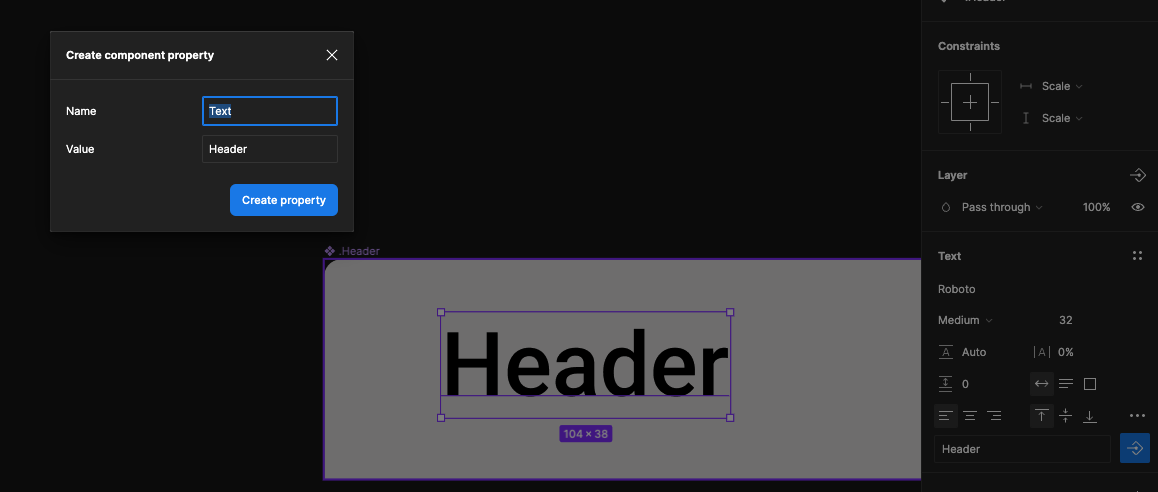 Create component property
Name
Text
Value
Header
Create property
.Header
Header
104 × 38
Constraints
Scale
Scale
Layer
Pass through
100%
Text
Roboto
Medium
32
A
Auto
|A|
0%
0
Header